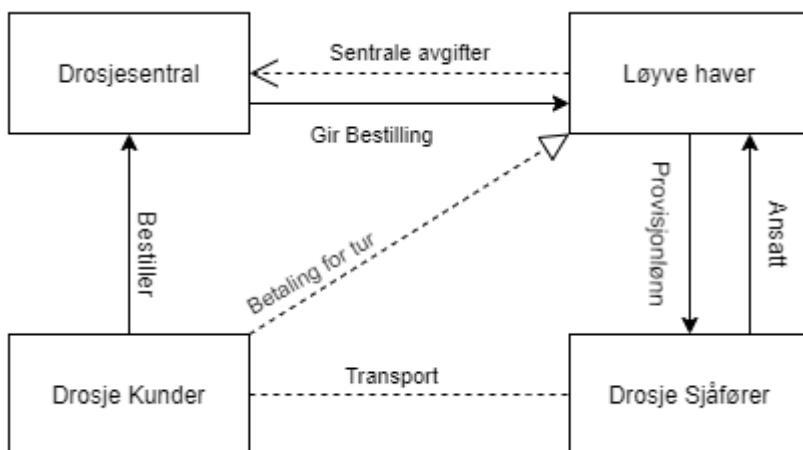 Drosjesentral
Sentrale avgifter
Løyve haver
Gir Bestilling
Bestiller
Betaling for tur
Provisjonlønn
Ansatt
Drosje Kunder
Transport
Drosje Sjåfører